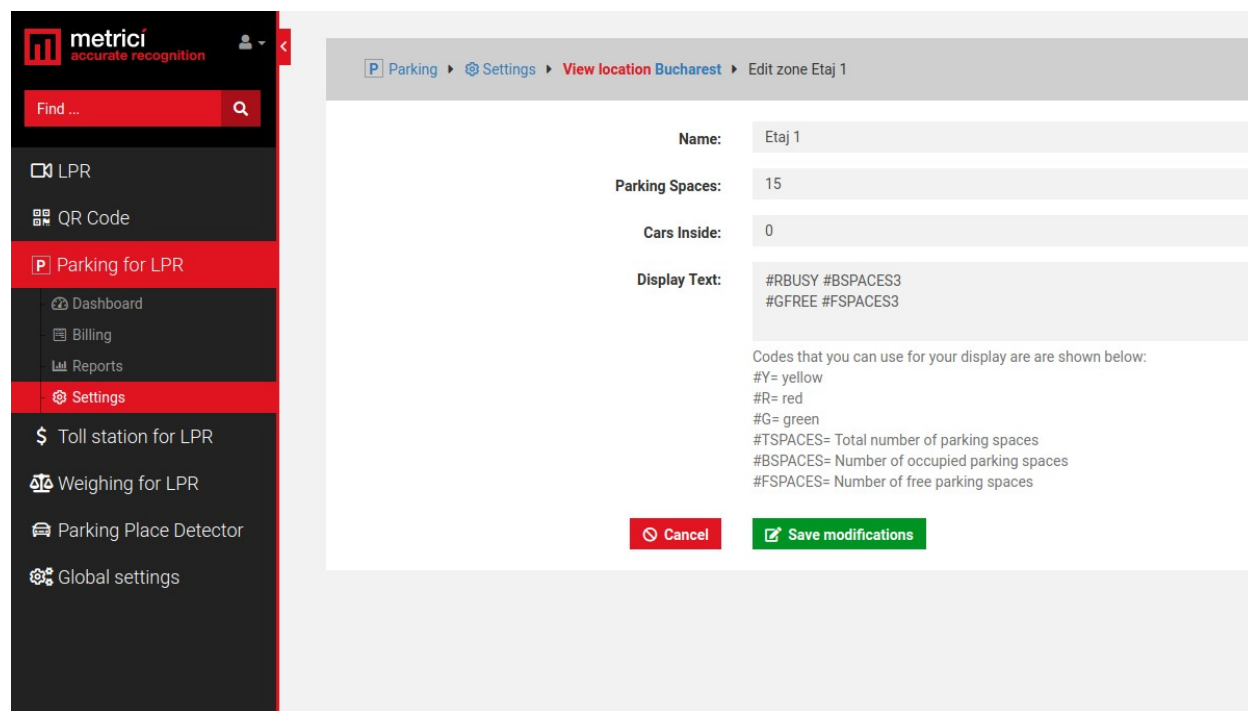 metrici
accurate recognition
Find ...
LPR
QR Code
P Parking for LPR
Dashboard
Billing
Reports
Settings
Toll station for LPR
Weighing for LPR
Parking Place Detector
Global settings
P Parking Settings View location Bucharest Edit zone Etaj 1
Name: Etaj 1
Parking Spaces: 15
Cars Inside: 0
Display Text: #RBUSY #BSPACES3
#GFREE #FSPACES3
Codes that you can use for your display are are shown below:
#Y= yellow
#R= red
#G= green
#TSPACES= Total number of parking spaces
#BSPACES= Number of occupied parking spaces
#FSPACES= Number of free parking spaces
Cancel Save modifications